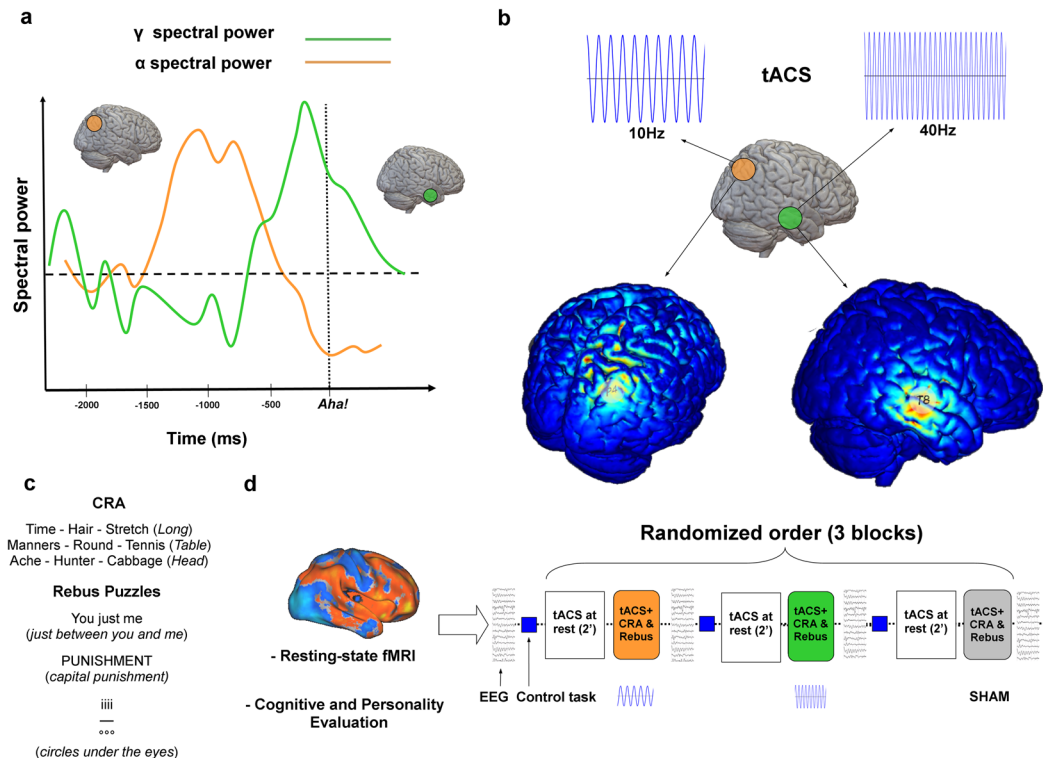 a
γ spectral power
α spectral power
Spectral power
-2000
-1500
-1000
-500
Aha!
Time (ms)
b
tACS
10Hz
40Hz
P4
T8
c
CRA
Time - Hair - Stretch (Long)
Manners - Round - Tennis (Table)
Ache - Hunter - Cabbage (Head)
Rebus Puzzles
You just me
(just between you and me)
PUNISHMENT
(capital punishment)
iiii
—
°°°
(circles under the eyes)
d
- Resting-state fMRI
- Cognitive and Personality
Evaluation
Randomized order (3 blocks)
tACS at
rest (2')
tACS+
CRA &
Rebus
tACS at
rest (2')
tACS+
CRA &
Rebus
tACS at
rest (2')
tACS+
CRA &
Rebus
EEG
Control task
SHAM